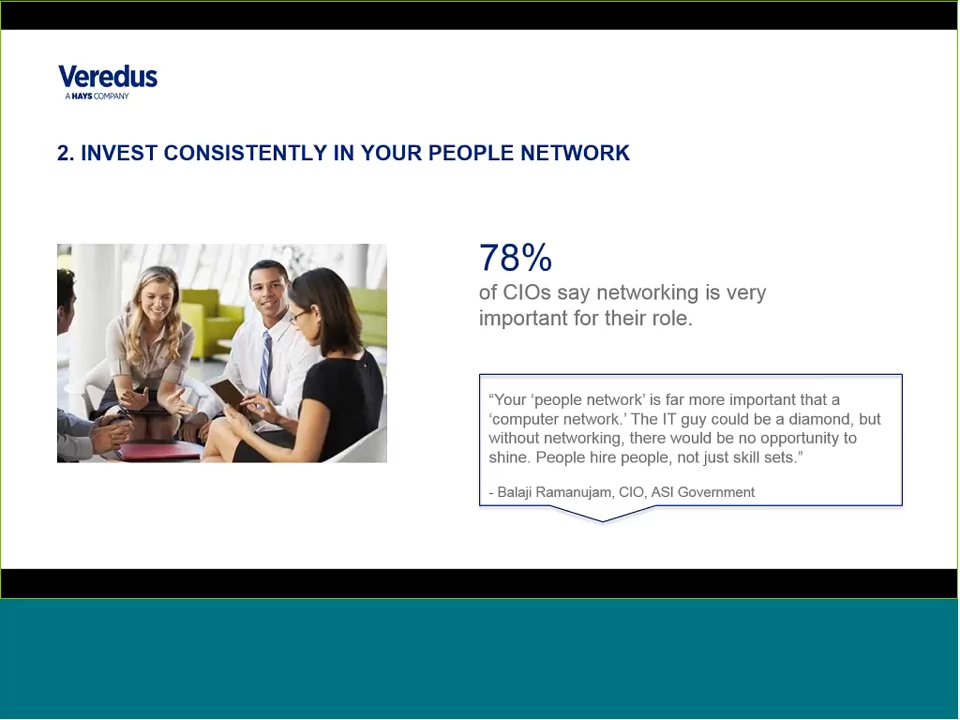 Veredus
A HAYS COMPANY
2. INVEST CONSISTENTLY IN YOUR PEOPLE NETWORK
78%
of CIOs say networking is very
important for their role.
“Your ‘people network’ is far more important that a
‘computer network.’ The IT guy could be a diamond, but
without networking, there would be no opportunity to
shine. People hire people, not just skill sets.”
- Balaji Ramanujam, CIO, ASI Government